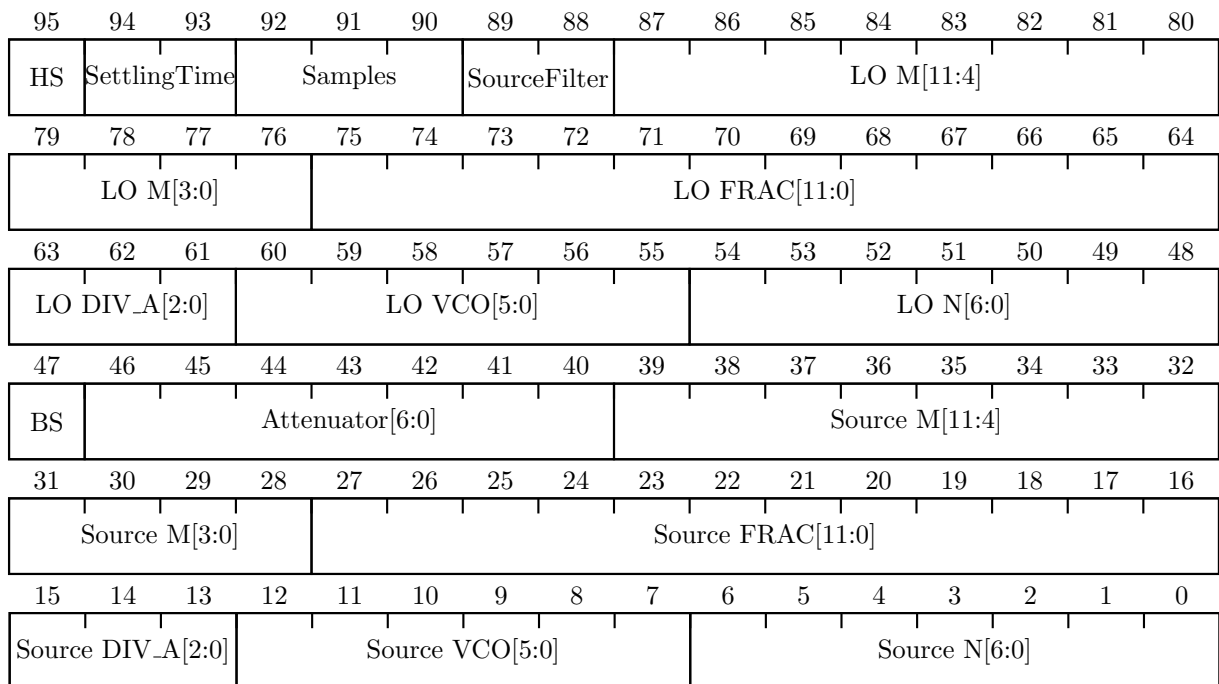 95 94 93 92 91 90 89 88 87 86 85 84 83 82 81 80
HS SettlingTime Samples SourceFilter LO M[11:4]
79 78 77 76 75 74 73 72 71 70 69 68 67 66 65 64
LO M[3:0] LO FRAC[11:0]
63 62 61 60 59 58 57 56 55 54 53 52 51 50 49 48
LO DIV_A[2:0] LO VCO[5:0] LO N[6:0]
47 46 45 44 43 42 41 40 39 38 37 36 35 34 33 32
BS Attenuator[6:0] Source M[11:4]
31 30 29 28 27 26 25 24 23 22 21 20 19 18 17 16
Source M[3:0] Source FRAC[11:0]
15 14 13 12 11 10 9 8 7 6 5 4 3 2 1 0
Source DIV_A[2:0] Source VCO[5:0] Source N[6:0]